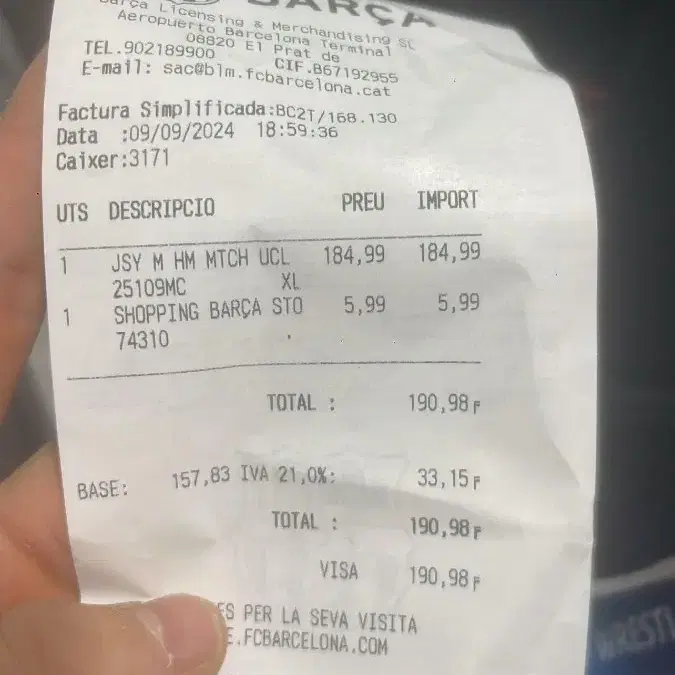 BARÇA
Barça Licensing & Merchandising SL
Aeropuerto Barcelona Terminal
08820 El Prat de
TEL.902189900 CIF.B67192955
E-mail: sac@blm.fcbarcelona.cat
Factura Simplificada:BC2T/168.130
Data :09/09/2024 18:59:36
Caixer:3171
UTS DESCRIPCIO PREU IMPORT
1 JSY M HM MTCH UCL 184,99 184,99
25109MC XL
1 SHOPPING BARÇA STO 5,99 5,99
74310
TOTAL : 190,98
BASE: 157,83 IVA 21,0%: 33,15
TOTAL : 190,98
VISA 190,98
ES PER LA SEVA VISITA
E.FCBARCELONA.COM